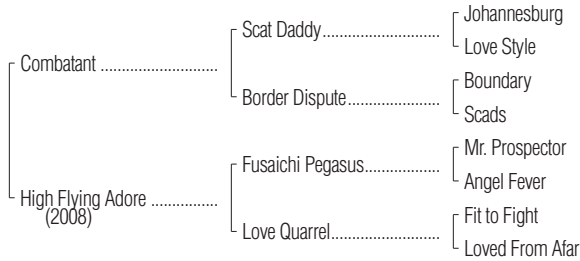 Johannesburg
Scat Daddy........................
Love Style
Combatant ........................
Boundary
Border Dispute...................
Scads
Mr. Prospector
Fusaichi Pegasus...............
Angel Fever
High Flying Adore ..............
(2008)
Fit to Fight
Love Quarrel......................
Loved From Afar